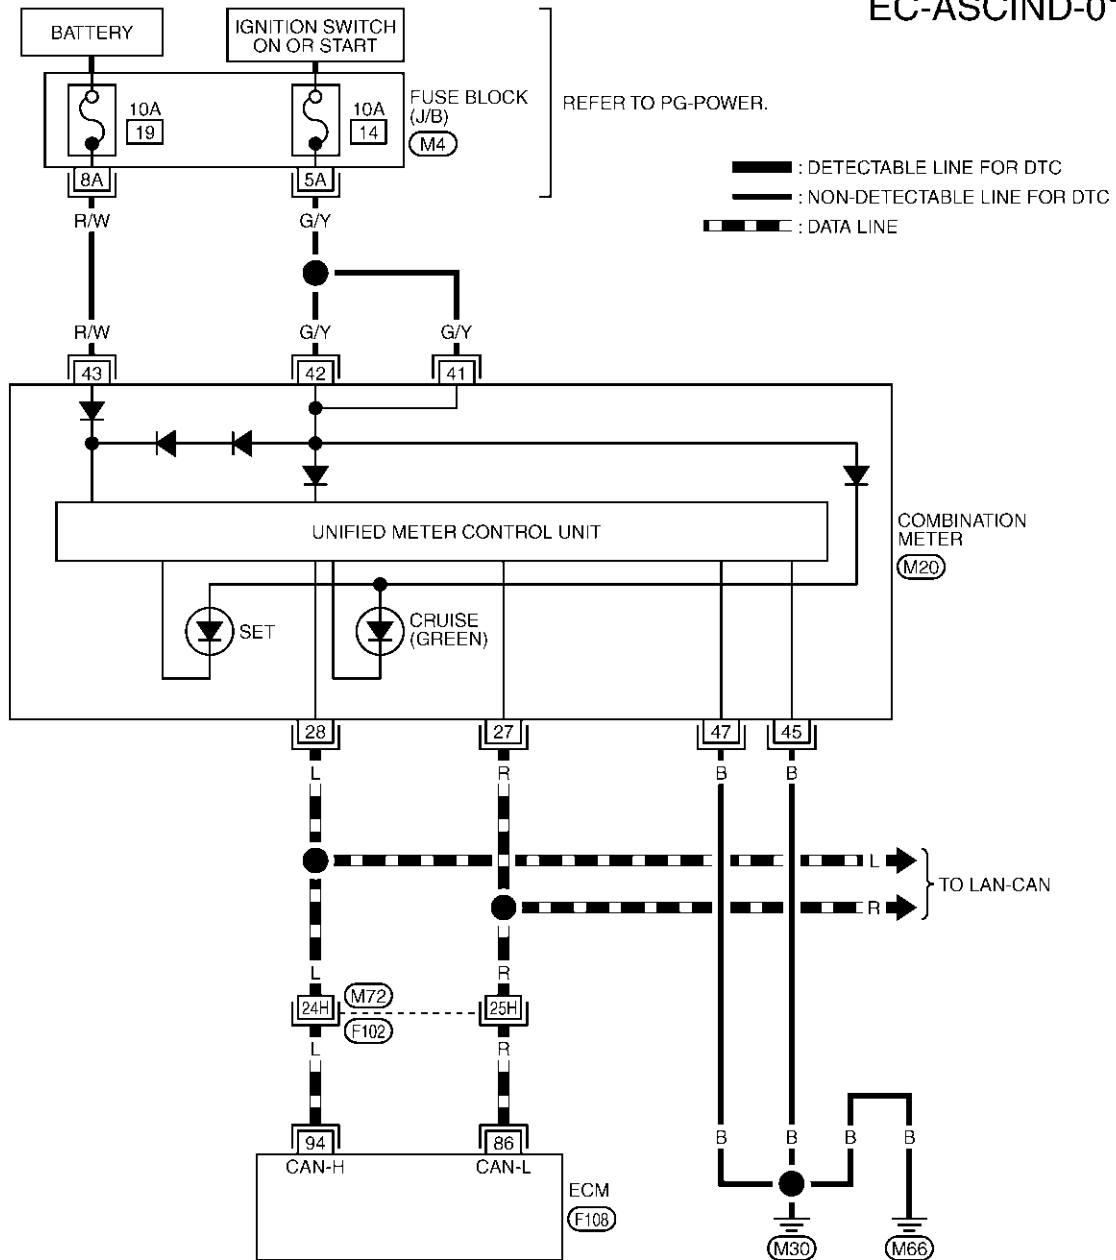 EC-ASCIND-0
BATTERY
IGNITION SWITCH
ON OR START
10A
19
10A
14
FUSE BLOCK
(J/B)
M4
REFER TO PG-POWER.
8A
5A
: DETECTABLE LINE FOR DTC
: NON-DETECTABLE LINE FOR DTC
: DATA LINE
R/W
G/Y
R/W
G/Y
G/Y
43
42
41
UNIFIED METER CONTROL UNIT
COMBINATION
METER
M20
SET
CRUISE
(GREEN)
28
27
47
45
L
R
B
B
L
R
TO LAN-CAN
L
R
24H
M72
25H
F102
L
R
94
86
CAN-H
CAN-L
ECM
F108
B
B
B
B
M30
M66